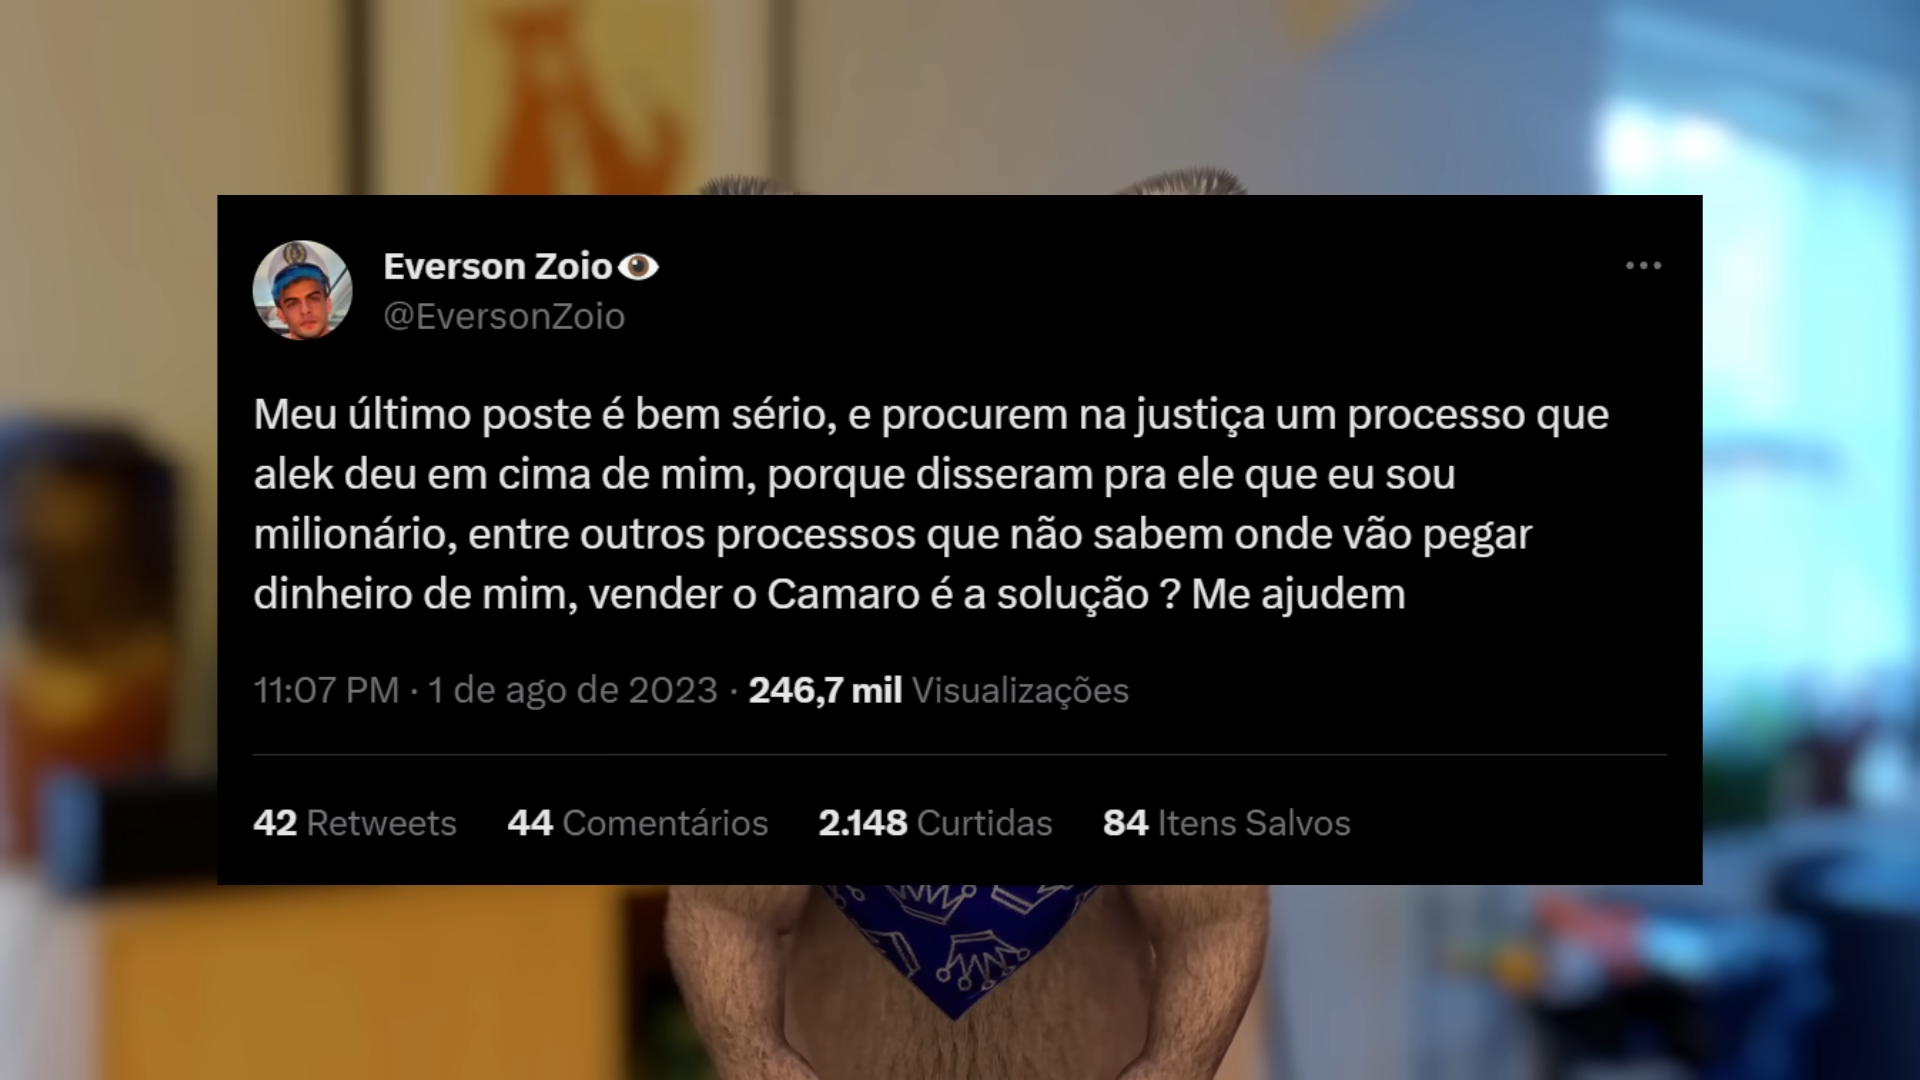 Everson Zoio👁️
@EversonZoio
Meu último poste é bem sério, e procurem na justiça um processo que
alek deu em cima de mim, porque disseram pra ele que eu sou
milionário, entre outros processos que não sabem onde vão pegar
dinheiro de mim, vender o Camaro é a solução ? Me ajudem
11:07 PM · 1 de ago de 2023 · 246,7 mil Visualizações
42 Retweets 44 Comentários 2.148 Curtidas 84 Itens Salvos